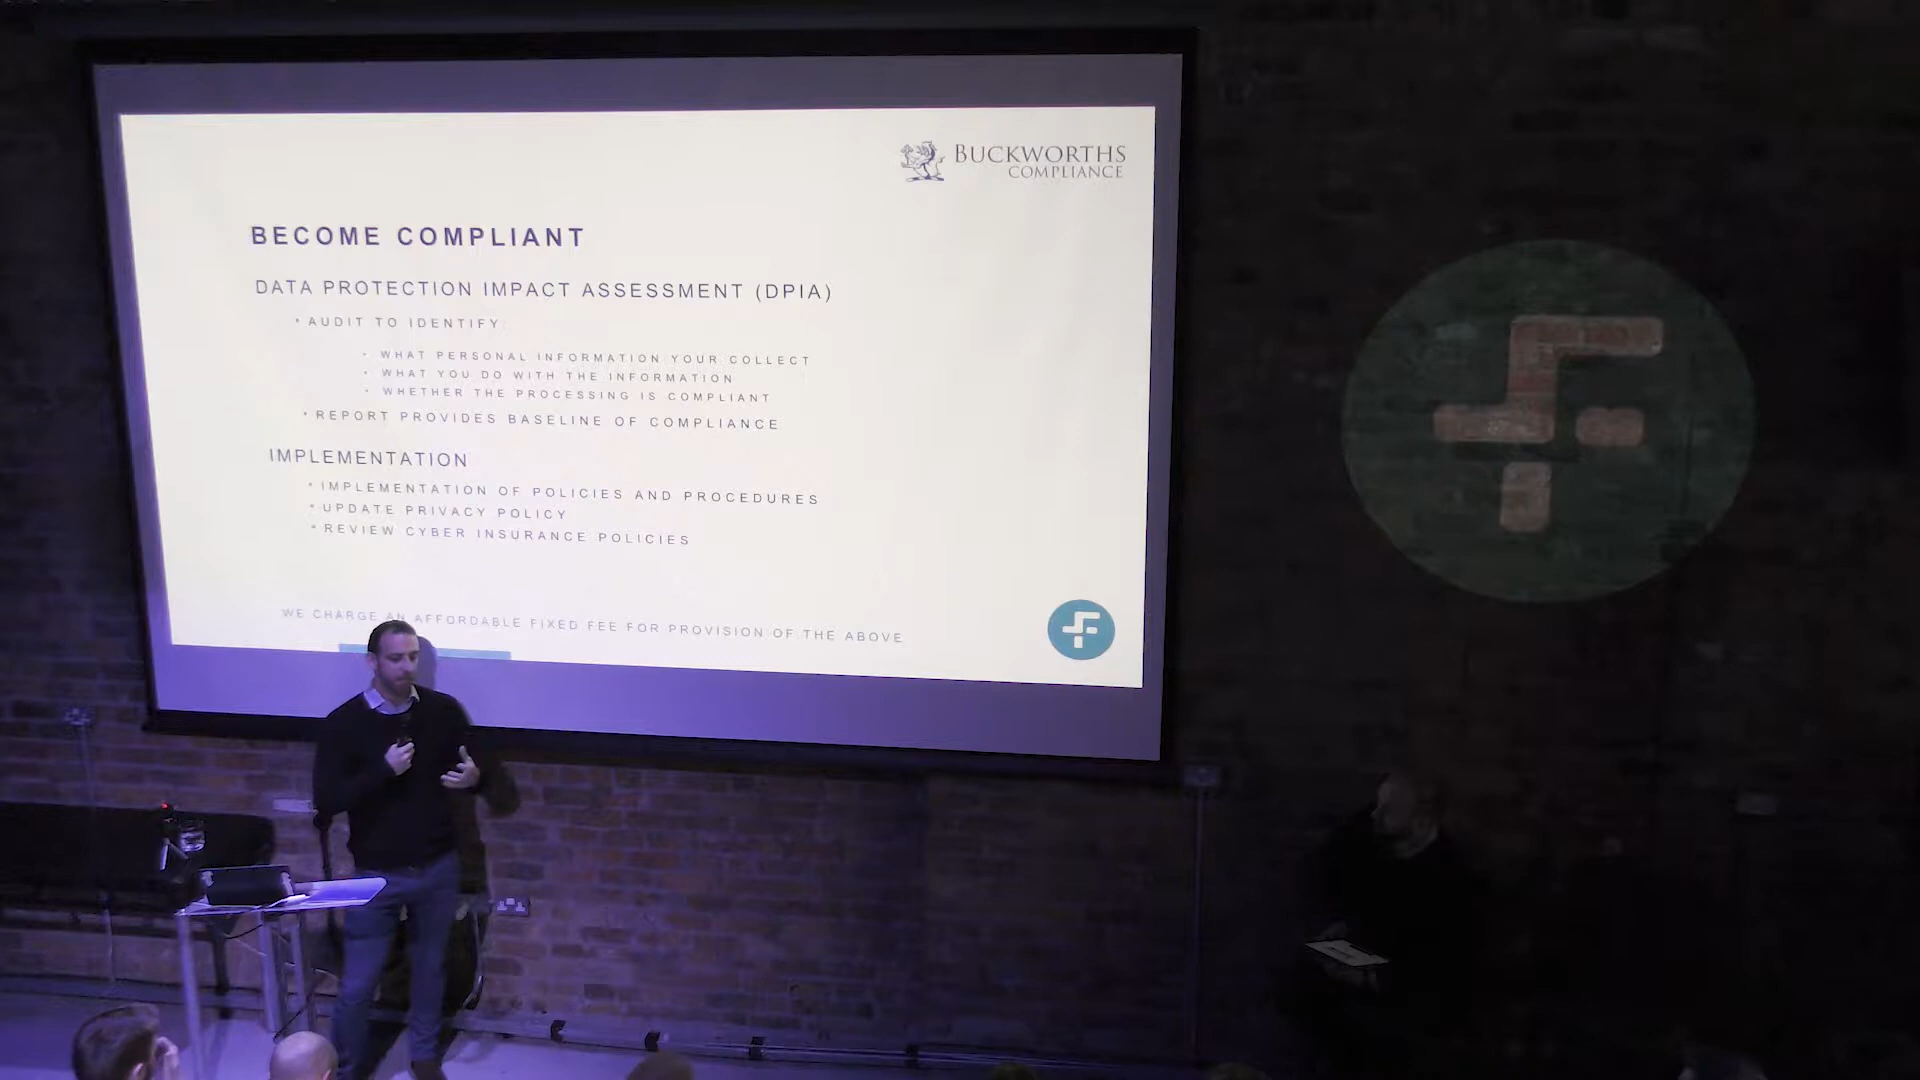 BUCKWORTHS
COMPLIANCE
BECOME COMPLIANT
DATA PROTECTION IMPACT ASSESSMENT (DPIA)
• AUDIT TO IDENTIFY:
• WHAT PERSONAL INFORMATION YOUR COLLECT
• WHAT YOU DO WITH THE INFORMATION
• WHETHER THE PROCESSING IS COMPLIANT
• REPORT PROVIDES BASELINE OF COMPLIANCE
IMPLEMENTATION
• IMPLEMENTATION OF POLICIES AND PROCEDURES
• UPDATE PRIVACY POLICY
• REVIEW CYBER INSURANCE POLICIES
WE CHARGE AN AFFORDABLE FIXED FEE FOR PROVISION OF THE ABOVE